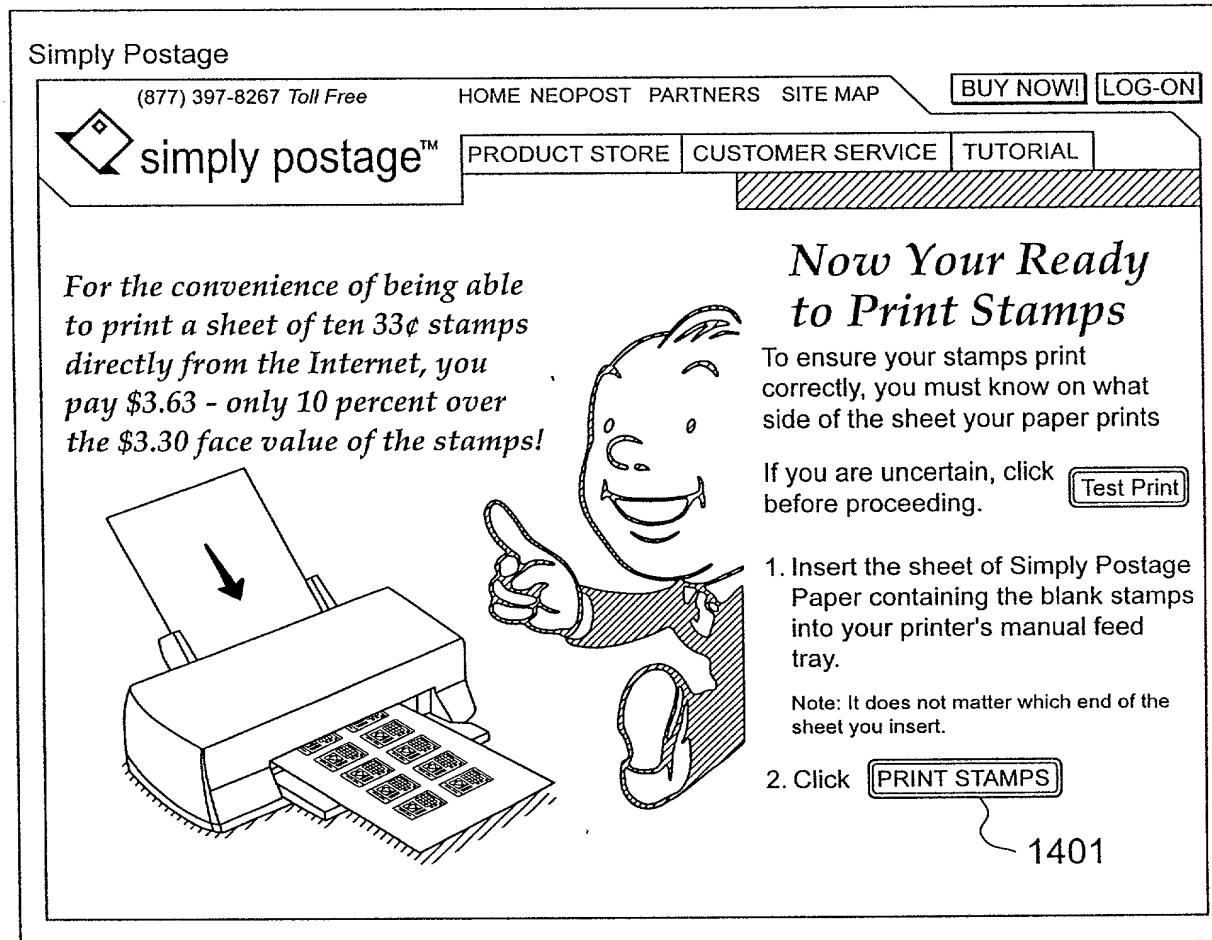 Simply Postage
(877) 397-8267 Toll Free
HOME NEOPOST PARTNERS SITE MAP
BUY NOW! LOG-ON
simply postage™
PRODUCT STORE CUSTOMER SERVICE TUTORIAL
For the convenience of being able
to print a sheet of ten 33¢ stamps
directly from the Internet, you
pay $3.63 - only 10 percent over
the $3.30 face value of the stamps!
Now Your Ready
to Print Stamps
To ensure your stamps print
correctly, you must know on what
side of the sheet your paper prints
If you are uncertain, click Test Print
before proceeding.
1. Insert the sheet of Simply Postage
Paper containing the blank stamps
into your printer's manual feed
tray.
Note: It does not matter which end of the
sheet you insert.
2. Click PRINT STAMPS
1401